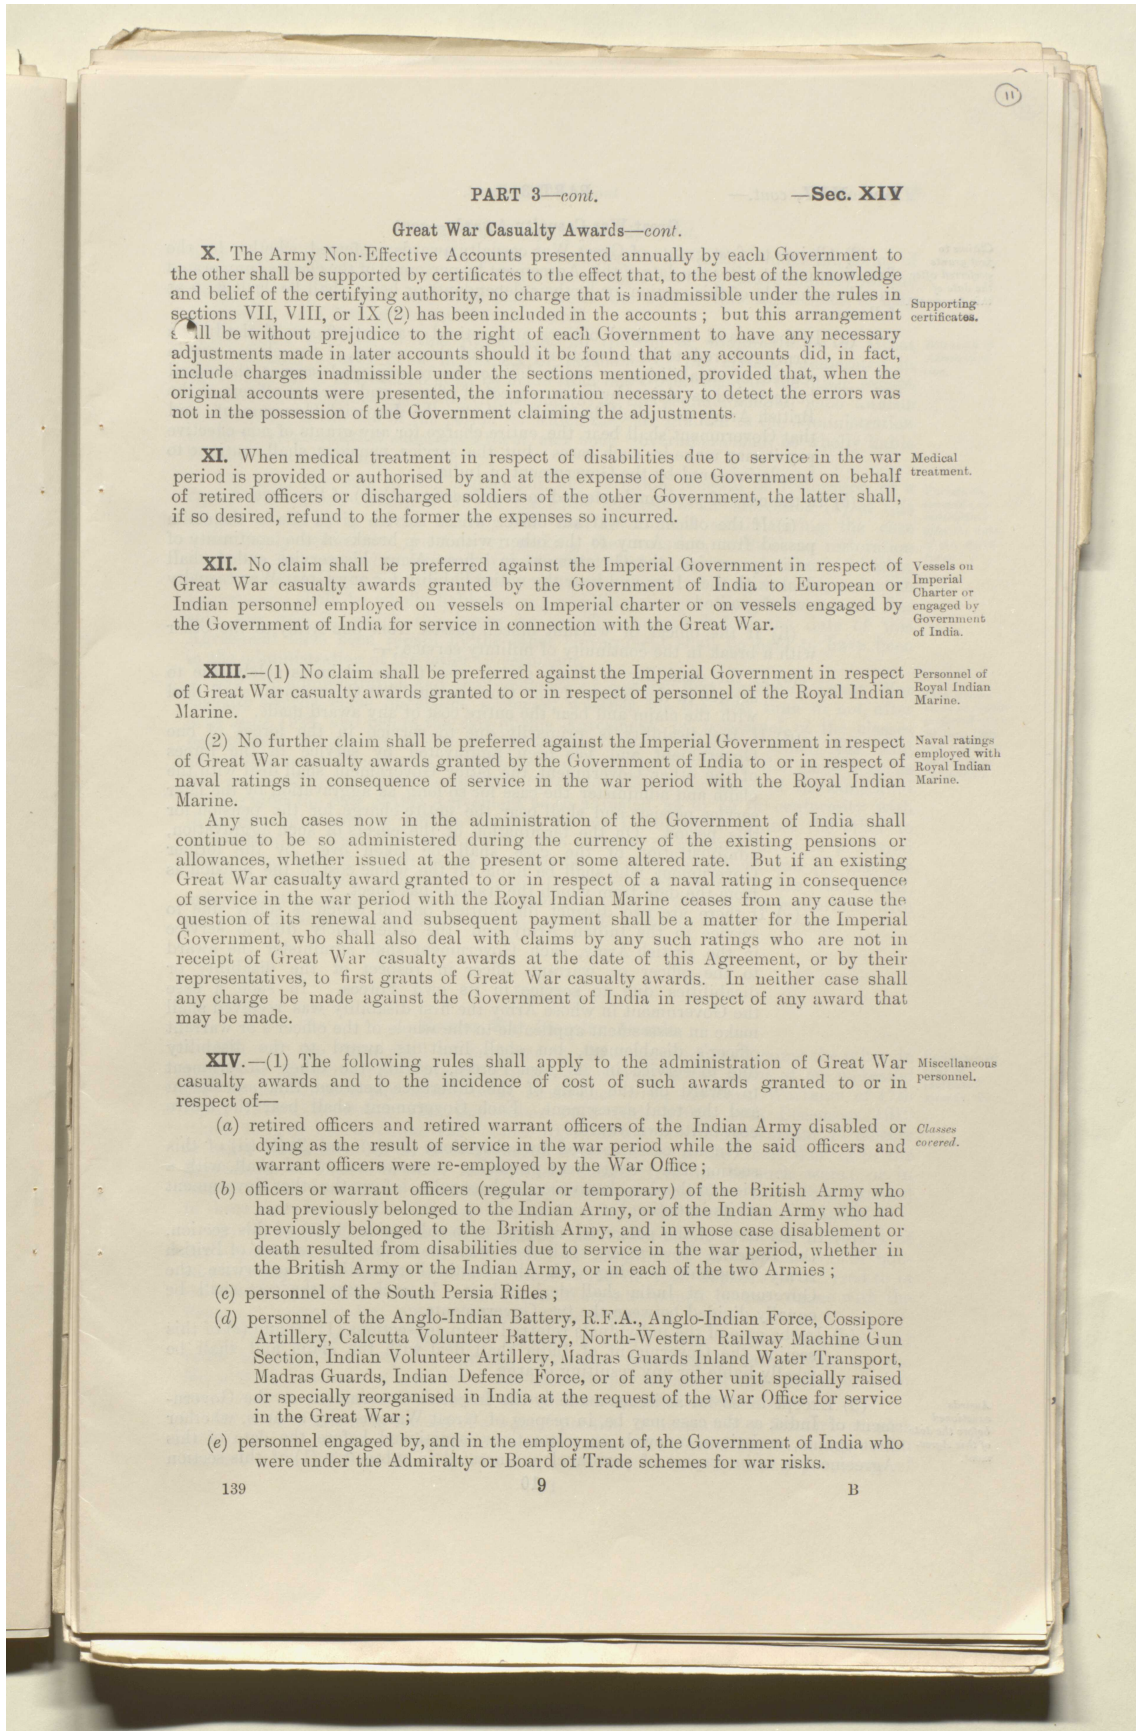 11
PART 3—cont. —Sec. XIV
Great War Casualty Awards—cont.
X. The Army Non-Effective Accounts presented annually by each Government to
the other shall be supported by certificates to the effect that, to the best of the knowledge
and belief of the certifying authority, no charge that is inadmissible under the rules in
sections VII, VIII, or IX (2) has been included in the accounts ; but this arrangement
Supporting
certificates.
shall be without prejudice to the right of each Government to have any necessary
adjustments made in later accounts should it be found that any accounts did, in fact,
include charges inadmissible under the sections mentioned, provided that, when the
original accounts were presented, the information necessary to detect the errors was
not in the possession of the Government claiming the adjustments.
XI. When medical treatment in respect of disabilities due to service in the war
period is provided or authorised by and at the expense of one Government on behalf
of retired officers or discharged soldiers of the other Government, the latter shall,
if so desired, refund to the former the expenses so incurred.
Medical
treatment.
XII. No claim shall be preferred against the Imperial Government in respect of
Great War casualty awards granted by the Government of India to European or
Indian personnel employed on vessels on Imperial charter or on vessels engaged by
the Government of India for service in connection with the Great War.
Vessels on
Imperial
Charter or
engaged by
Government
of India.
XIII.—(1) No claim shall be preferred against the Imperial Government in respect
of Great War casualty awards granted to or in respect of personnel of the Royal Indian
Marine.
Personnel of
Royal Indian
Marine.
(2) No further claim shall be preferred against the Imperial Government in respect
of Great War casualty awards granted by the Government of India to or in respect of
naval ratings in consequence of service in the war period with the Royal Indian
Marine.
Naval ratings
employed with
Royal Indian
Marine.
Any such cases now in the administration of the Government of India shall
continue to be so administered during the currency of the existing pensions or
allowances, whether issued at the present or some altered rate. But if an existing
Great War casualty award granted to or in respect of a naval rating in consequence
of service in the war period with the Royal Indian Marine ceases from any cause the
question of its renewal and subsequent payment shall be a matter for the Imperial
Government, who shall also deal with claims by any such ratings who are not in
receipt of Great War casualty awards at the date of this Agreement, or by their
representatives, to first grants of Great War casualty awards. In neither case shall
any charge be made against the Government of India in respect of any award that
may be made.
XIV.—(1) The following rules shall apply to the administration of Great War
casualty awards and to the incidence of cost of such awards granted to or in
respect of—
Miscellaneous
personnel.
(a) retired officers and retired warrant officers of the Indian Army disabled or
dying as the result of service in the war period while the said officers and
warrant officers were re-employed by the War Office ;
Classes
covered.
(b) officers or warrant officers (regular or temporary) of the British Army who
had previously belonged to the Indian Army, or of the Indian Army who had
previously belonged to the British Army, and in whose case disablement or
death resulted from disabilities due to service in the war period, whether in
the British Army or the Indian Army, or in each of the two Armies ;
(c) personnel of the South Persia Rifles ;
(d) personnel of the Anglo-Indian Battery, R.F.A., Anglo-Indian Force, Cossipore
Artillery, Calcutta Volunteer Battery, North-Western Railway Machine Gun
Section, Indian Volunteer Artillery, Madras Guards Inland Water Transport,
Madras Guards, Indian Defence Force, or of any other unit specially raised
or specially reorganised in India at the request of the War Office for service
in the Great War ;
(e) personnel engaged by, and in the employment of, the Government of India who
were under the Admiralty or Board of Trade schemes for war risks.
139 9 B